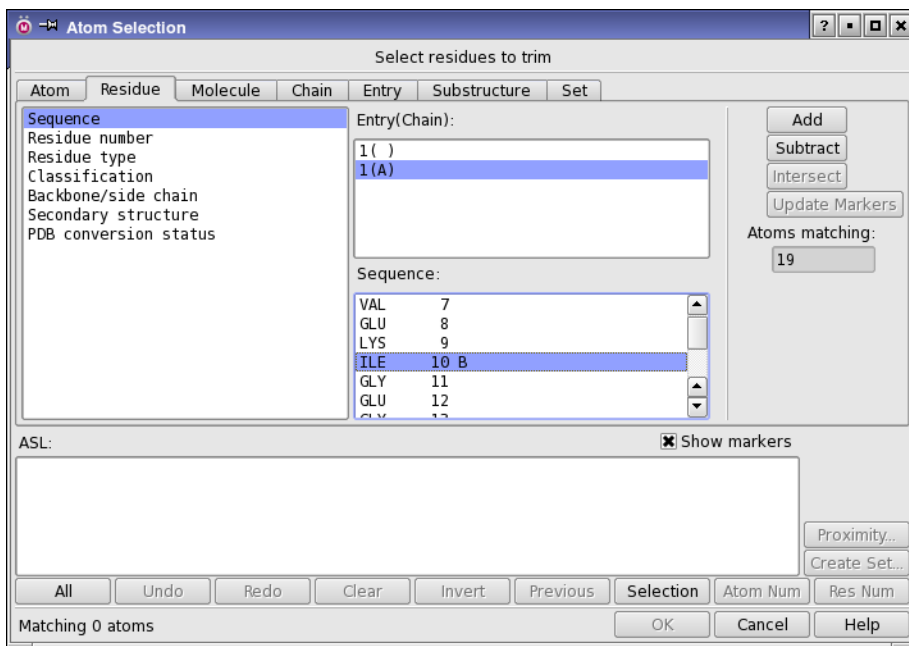 Atom Selection
Select residues to trim
Atom Residue Molecule Chain Entry Substructure Set
Sequence
Residue number
Residue type
Classification
Backbone/side chain
Secondary structure
PDB conversion status
Entry(Chain):
1( )
1(A)
Sequence:
VAL 7
GLU 8
LYS 9
ILE 10 B
GLY 11
GLU 12
Add
Subtract
Intersect
Update Markers
Atoms matching:
19
ASL:
Show markers
Proximity...
Create Set...
All Undo Redo Clear Invert Previous Selection Atom Num Res Num
Matching 0 atoms
OK Cancel Help